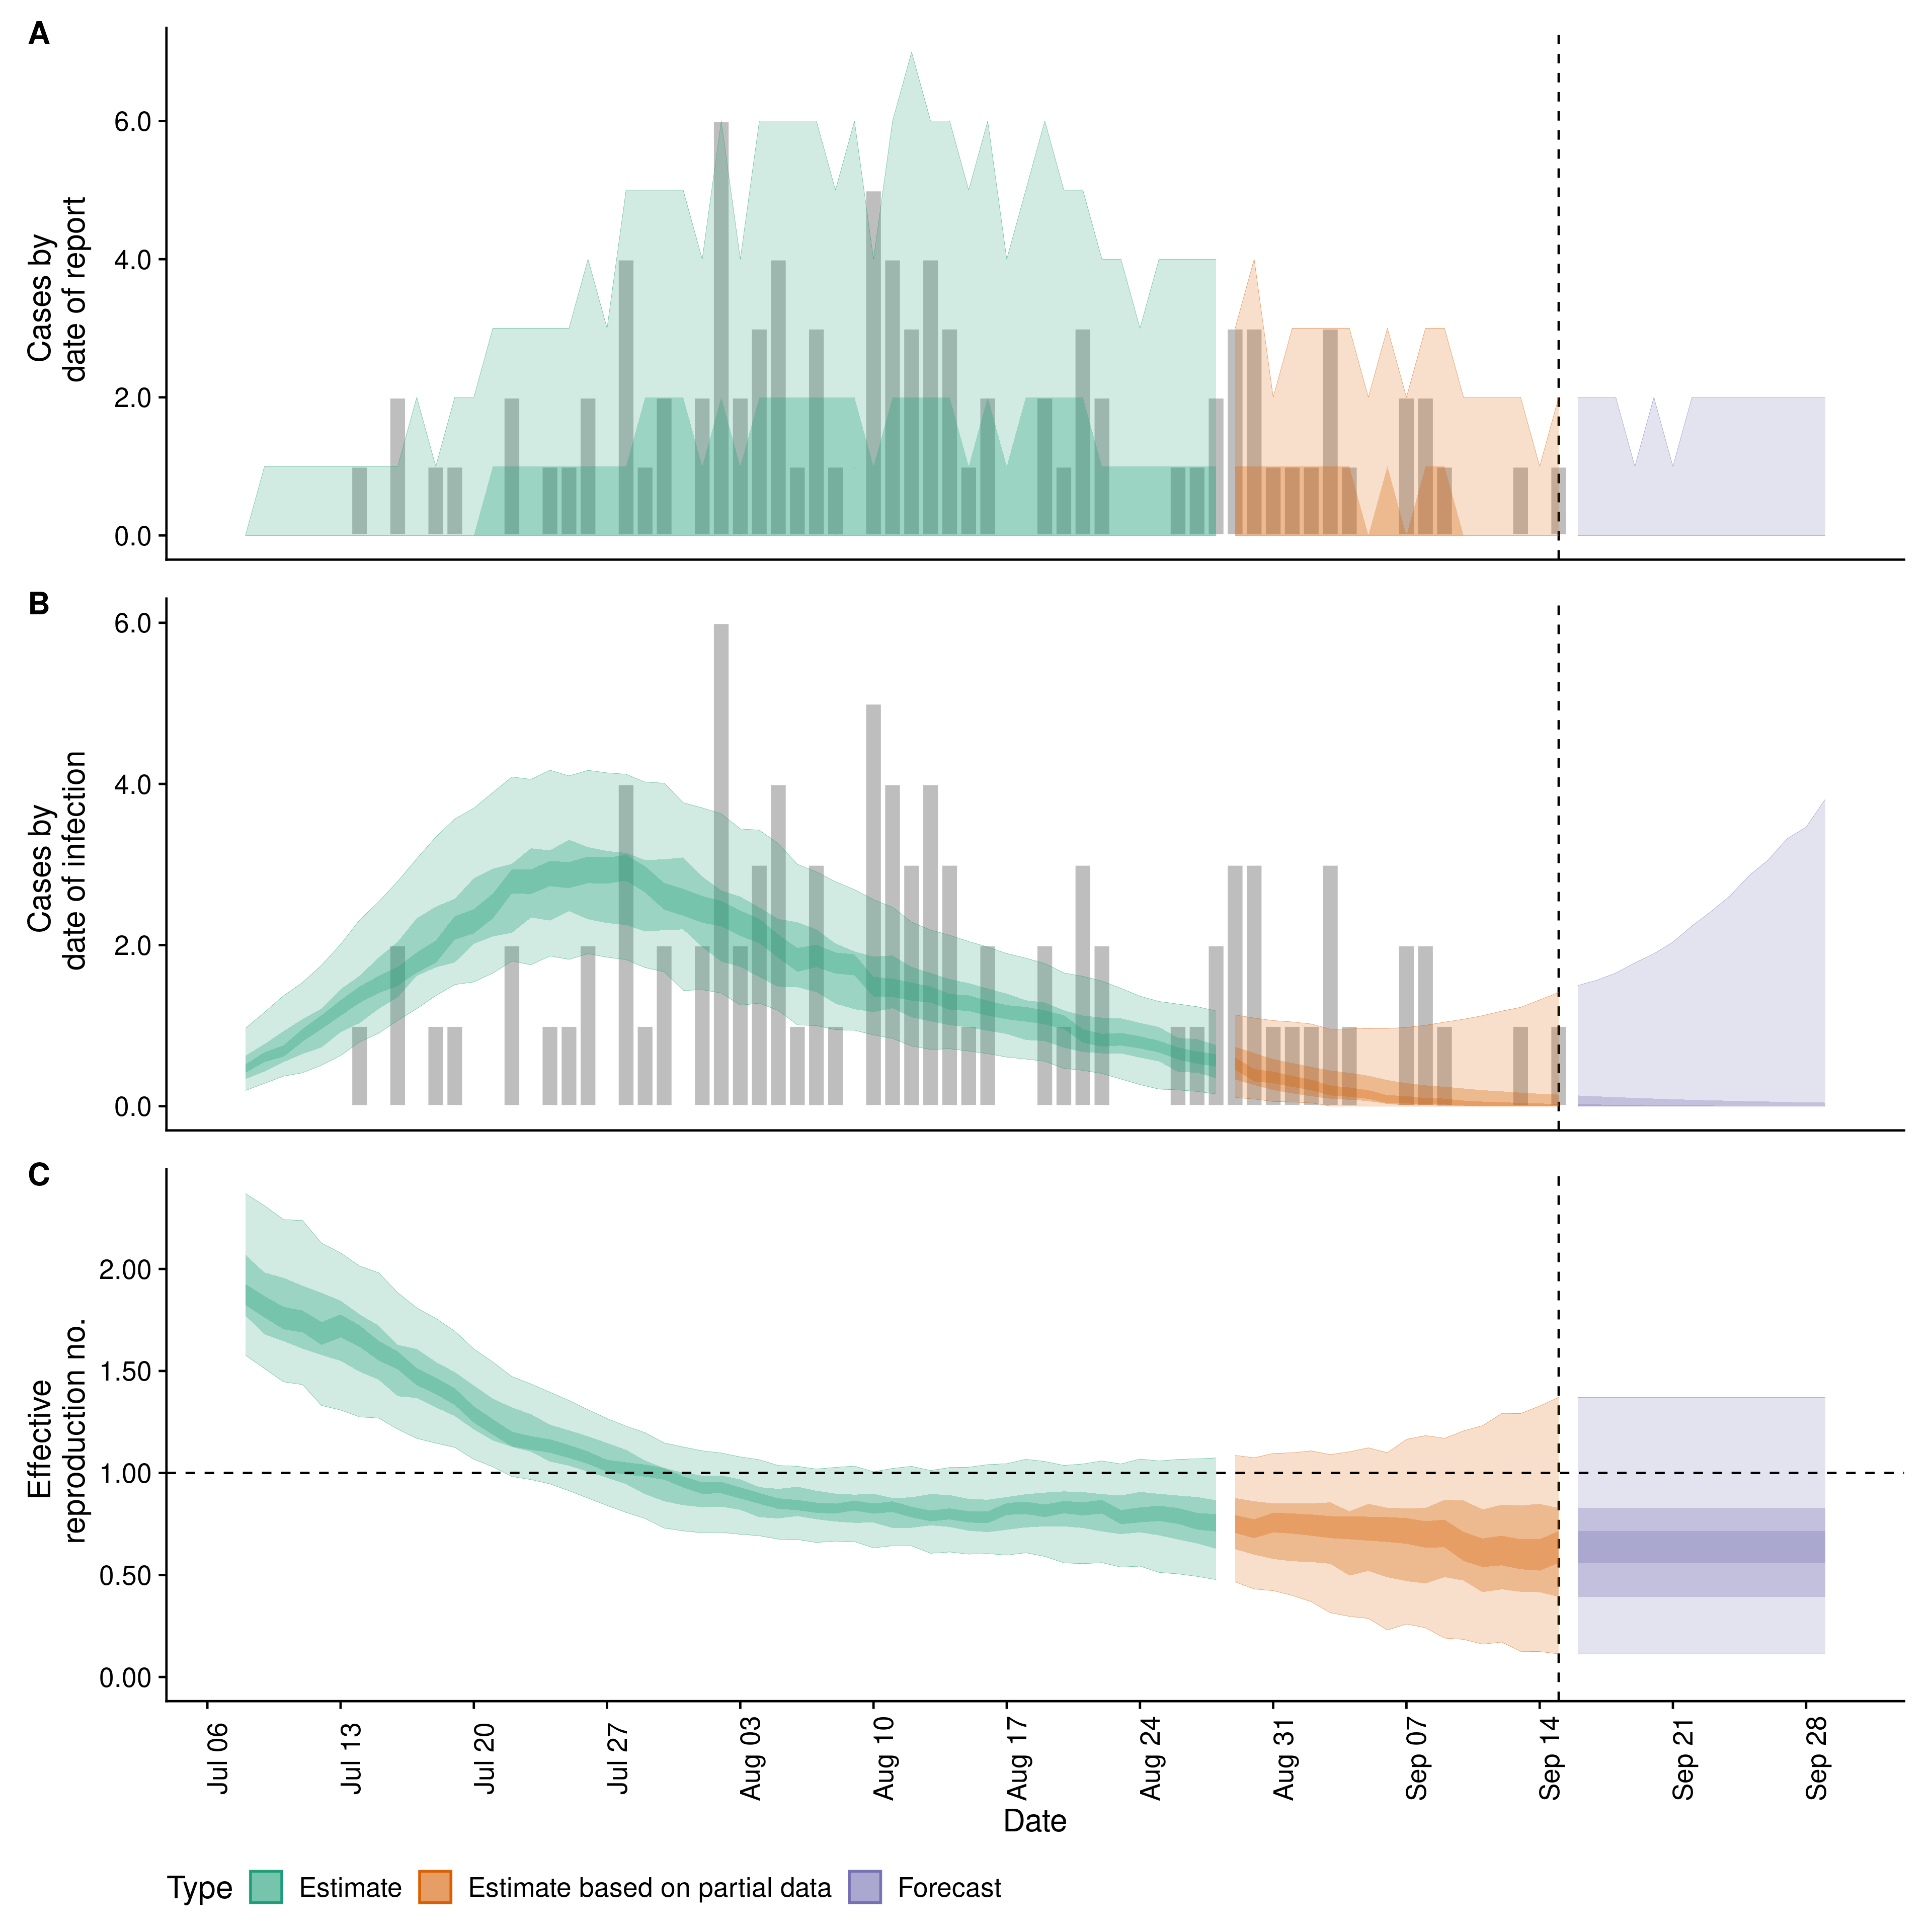 A
Cases by
date of report
6.0
4.0
2.0
0.0
B
Cases by
date of infection
6.0
4.0
2.0
0.0
C
Effective
reproduction no.
2.00
1.50
1.00
0.50
0.00
Jul 06
Jul 13
Jul 20
Jul 27
Aug 03
Aug 10
Aug 17
Aug 24
Aug 31
Sep 07
Sep 14
Sep 21
Sep 28
Date
Type Estimate Estimate based on partial data Forecast